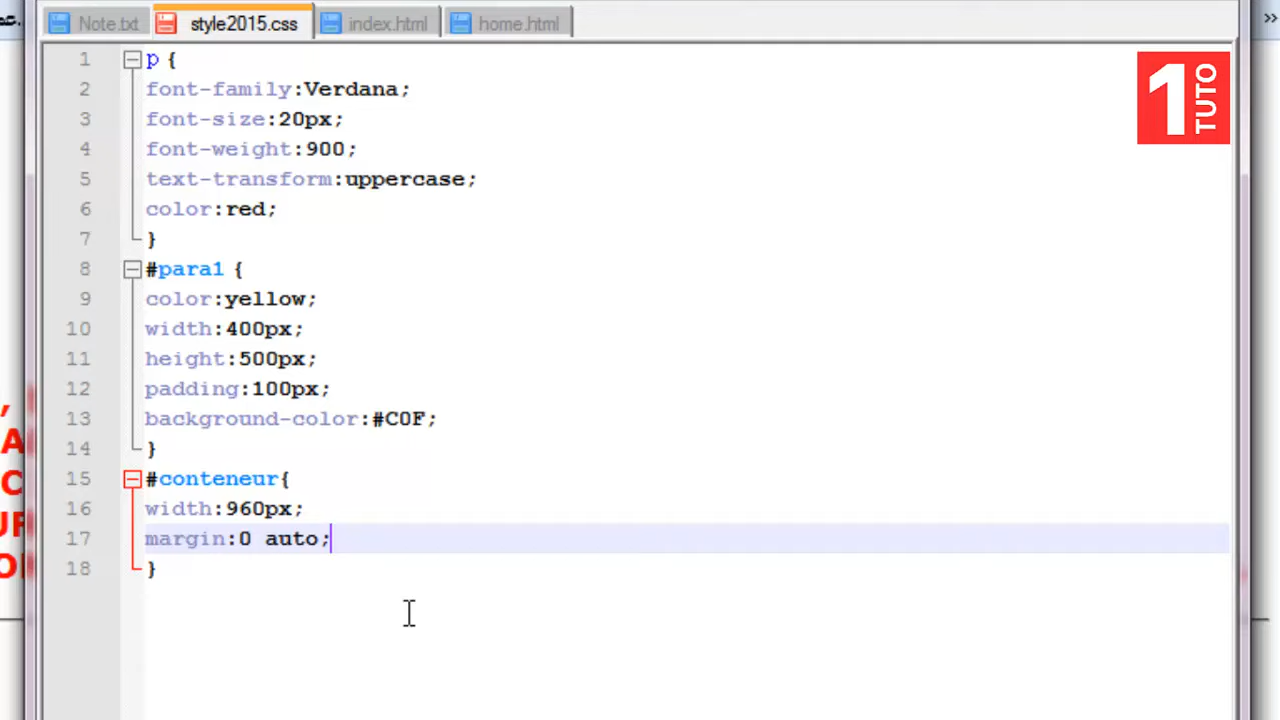 Note.txt style2015.css index.html home.html
»
1 p {
2 font-family:Verdana;
3 font-size:20px;
4 font-weight:900;
5 text-transform:uppercase;
6 color:red;
7 }
8 #para1 {
9 color:yellow;
10 width:400px;
11 height:500px;
12 padding:100px;
13 background-color:#C0F;
14 }
15 #conteneur{
16 width:960px;
17 margin:0 auto;
18 }
1 TUTO